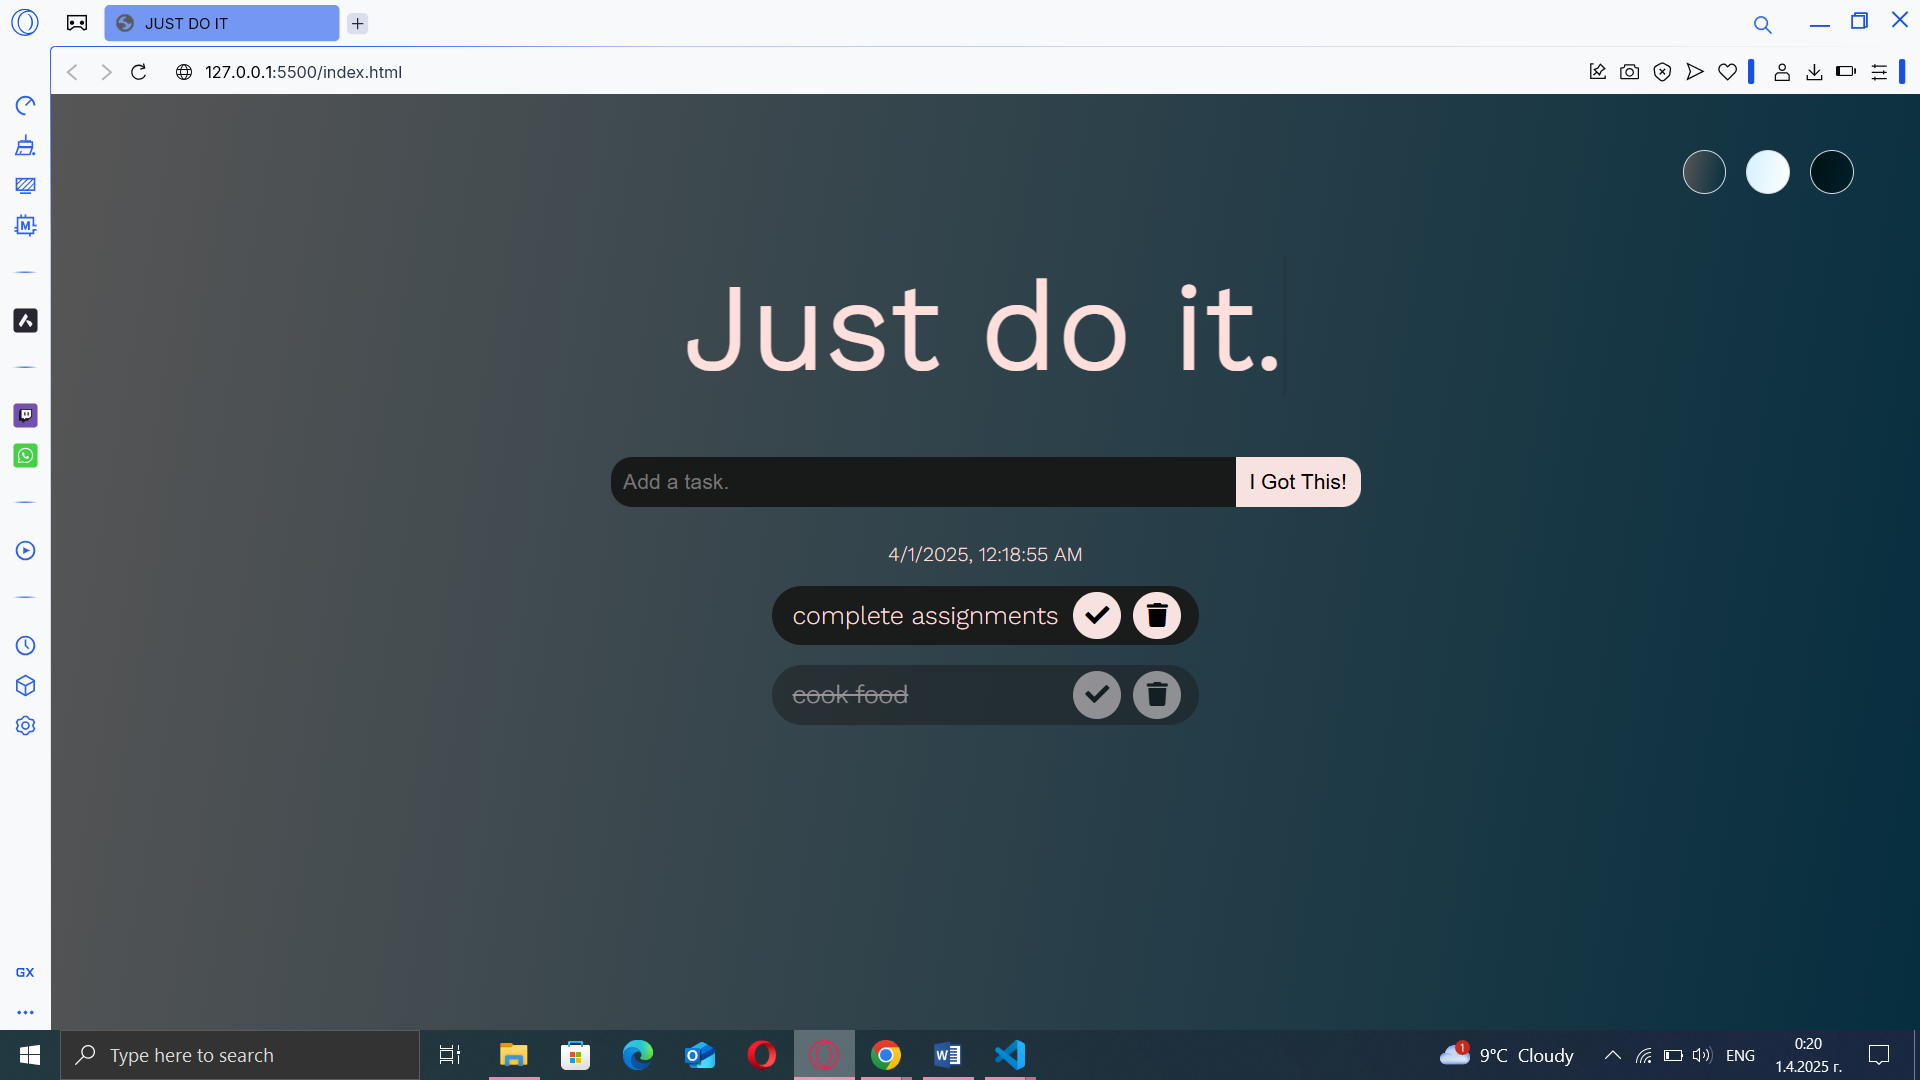 JUST DO IT
127.0.0.1:5500/index.html
M
Just do it.
Add a task.
I Got This!
4/1/2025, 12:18:55 AM
complete assignments
cook food
GX
Type here to search
1
9°C Cloudy
ENG
0:20
1.4.2025 г.